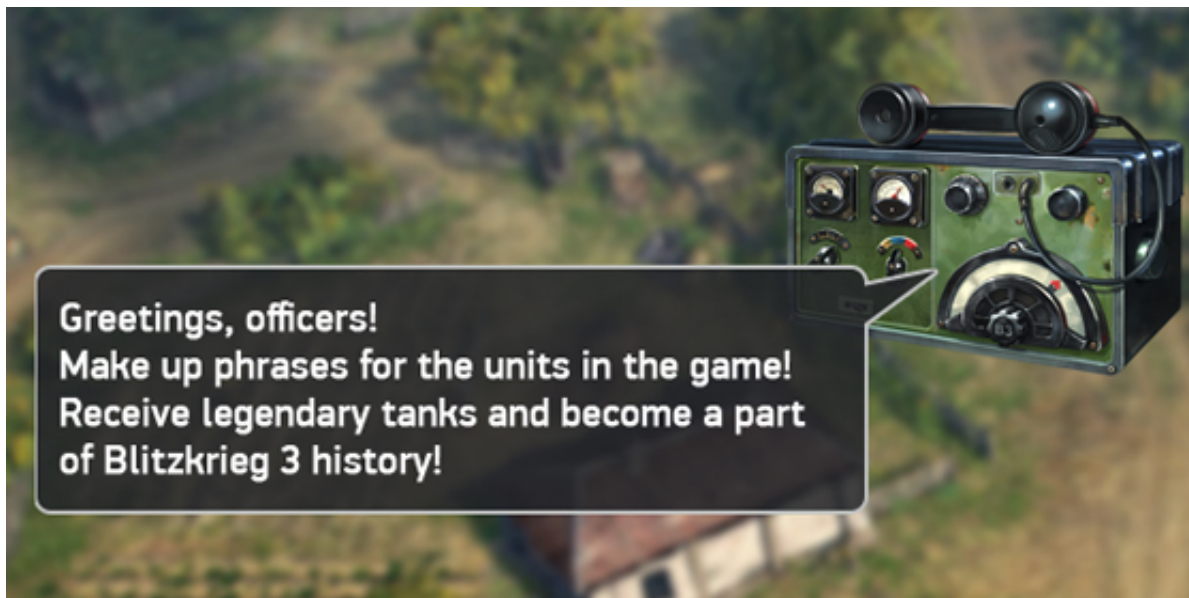 Greetings, officers!
Make up phrases for the units in the game!
Receive legendary tanks and become a part
of Blitzkrieg 3 history!
B3